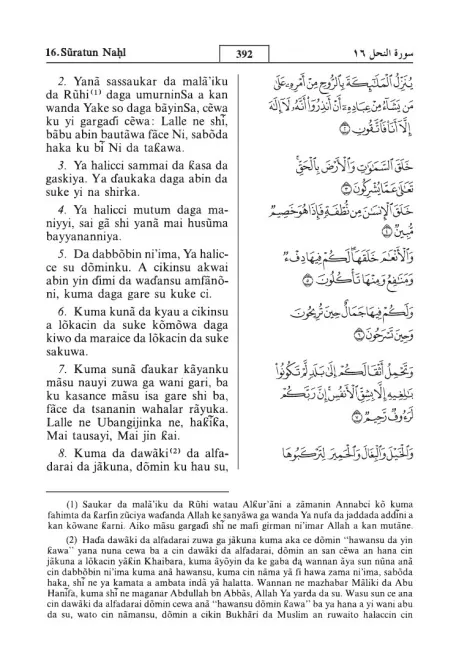 16. Sūratun Naḥl
392
سورة النحل ١٦
2. Yanā sassaukar da malā'iku
da Rūhi⁽¹⁾ daga umurninSa a kan
wanda Yake so daga bāyinSa, cēwa
ku yi gargaɗi cēwa: Lalle ne shī,
bābu abin bautāwa fāce Ni, sabōda
haka ku bī Ni da taƙawa.
3. Ya halicci sammai da ƙasa da
gaskiya. Ya ɗaukaka daga abin da
suke yi na shirka.
4. Ya halicci mutum daga ma-
niyyi, sai gā shi yanā mai husūma
bayyananniya.
5. Da dabbōbin ni'ima, Ya halic-
ce su dōminku. A cikinsu akwai
abin yin ɗimi da waɗansu amfānō-
ni, kuma daga gare su kuke ci.
6. Kuma kunā da kyau a cikinsu
a lōkacin da suke kōmōwa daga
kiwo da maraice da lōkacin da suke
sakuwa.
7. Kuma sunā ɗaukar kāyanku
māsu nauyi zuwa ga wani gari, ba
ku kasance māsu isa gare shi ba,
fāce da tsananin wahalar rāyuka.
Lalle ne Ubangijinka ne, haƙīƙa,
Mai tausayi, Mai jin ƙai.
8. Kuma da dawāki⁽²⁾ da alfa-
darai da jākuna, dōmin ku hau su,
يُنَزِّلُ الْمَلَٰٓئِكَةَ بِالرُّوحِ مِنْ أَمْرِهِۦ عَلَىٰ
مَن يَشَآءُ مِنْ عِبَادِهِۦٓ أَنْ أَنذِرُوٓا۟ أَنَّهُۥ لَآ إِلَٰهَ
إِلَّآ أَنَا۠ فَاتَّقُونِ ٢
خَلَقَ السَّمَٰوَٰتِ وَالْأَرْضَ بِالْحَقِّ
تَعَٰلَىٰ عَمَّا يُشْرِكُونَ ٣
خَلَقَ الْإِنسَٰنَ مِن نُّطْفَةٍ فَإِذَا هُوَ خَصِيمٌ
مُّبِينٌ ٤
وَالْأَنْعَٰمَ خَلَقَهَا ۗ لَكُمْ فِيهَا دِفْءٌ
وَمَنَٰفِعُ وَمِنْهَا تَأْكُلُونَ ٥
وَلَكُمْ فِيهَا جَمَالٌ حِينَ تُرِيحُونَ
وَحِينَ تَسْرَحُونَ ٦
وَتَحْمِلُ أَثْقَالَكُمْ إِلَىٰ بَلَدٍ لَّمْ تَكُونُوا۟
بَٰلِغِيهِ إِلَّا بِشِقِّ الْأَنفُسِ ۚ إِنَّ رَبَّكُمْ
لَرَءُوفٌ رَّحِيمٌ ٧
وَالْخَيْلَ وَالْبِغَالَ وَالْحَمِيرَ لِتَرْكَبُوهَا
(1) Saukar da malā'iku da Rūhi watau Alƙur'āni a zāmanin Annabci kō kuma
fahimta da ƙarfin zūciya waɗanda Allah ke sanyāwa ga wanda Ya nufa da jaddada addīni a
kan kōwane ƙarni. Aiko māsu gargaɗi shī ne mafi girman ni'imar Allah a kan mutāne.
(2) Haɗa dawāki da alfadarai zuwa ga jākuna kuma aka ce dōmin "hawansu da yin
ƙawa" yana nuna cewa ba a cin dawāki da alfadarai, dōmin an san cēwa an hana cin
jākuna a lōkacin yāƙin Khaibara, kuma āyōyin da ke gaba da wannan āya sun nūna anā
cin dabbōbin ni'ima kuma anā hawansu, kuma cin nāma yā fi hawa zama ni'ima, sabōda
haka, shī ne ya kamata a ambata indā yā halatta. Wannan ne mazhabar Māliki da Abu
Hanīfa, kuma shī ne maganar Abdullah bn Abbās, Allah Ya yarda da su. Wasu sun ce ana
cin dawāki da alfadarai dōmin cewa anā "hawansu dōmin ƙawa" ba ya hana a yi wani abu
da su, wato cin nāmansu, dōmin a cikin Bukhāri da Muslim an ruwaito halaccin cin